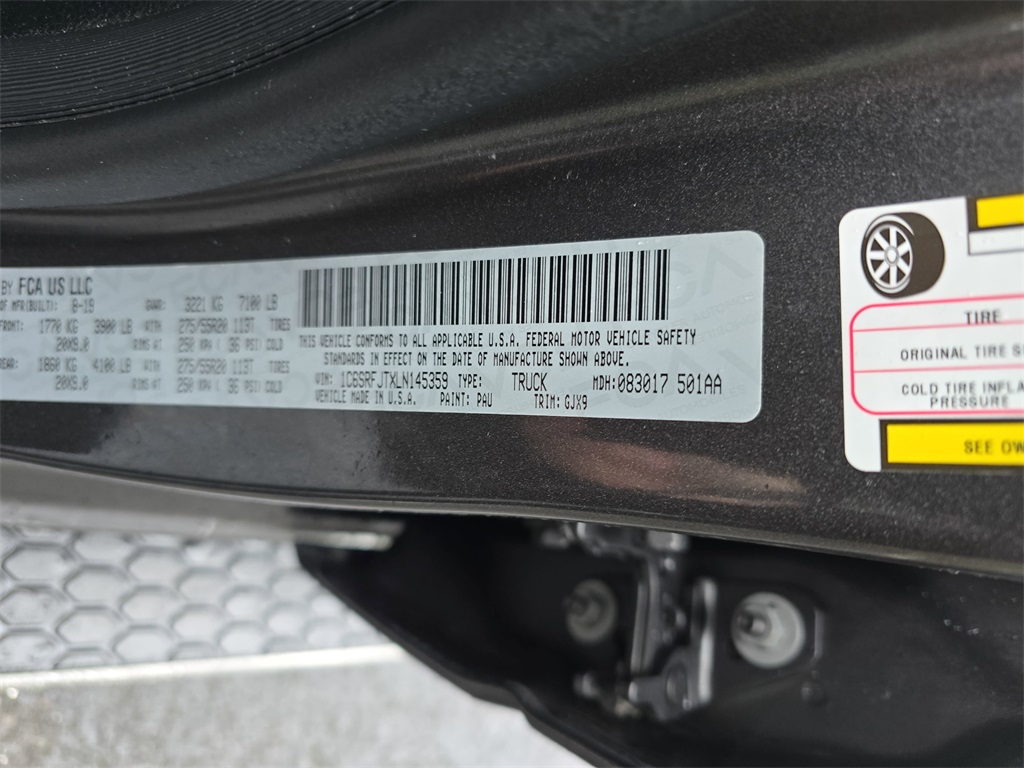 BY FCA US LLC
OF MFR(BUILT): 8-19 GVWR: 3221 KG 7100 LB
FRONT: 1770 KG 3900 LB WITH 275/55R20 113T TIRES
20X9.0 RIMS AT 250 KPA ( 36 PSI) COLD
REAR: 1860 KG 4100 LB WITH 275/55R20 113T TIRES
20X9.0 RIMS AT 250 KPA ( 36 PSI) COLD
THIS VEHICLE CONFORMS TO ALL APPLICABLE U.S.A. FEDERAL MOTOR VEHICLE SAFETY
STANDARDS IN EFFECT ON THE DATE OF MANUFACTURE SHOWN ABOVE.
VIN: 1C6SRFJTXLN145359 TYPE: TRUCK MDH: 083017 501AA
VEHICLE MADE IN U.S.A. PAINT: PAU TRIM: GJX9
TIRE
ORIGINAL TIRE S
COLD TIRE INFLA
PRESSURE
SEE OW